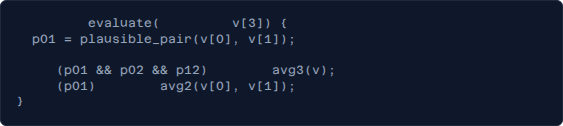 evaluate( v[3]) {
p01 = plausible_pair(v[0], v[1]);
(p01 && p02 && p12) avg3(v);
(p01) avg2(v[0], v[1]);
}